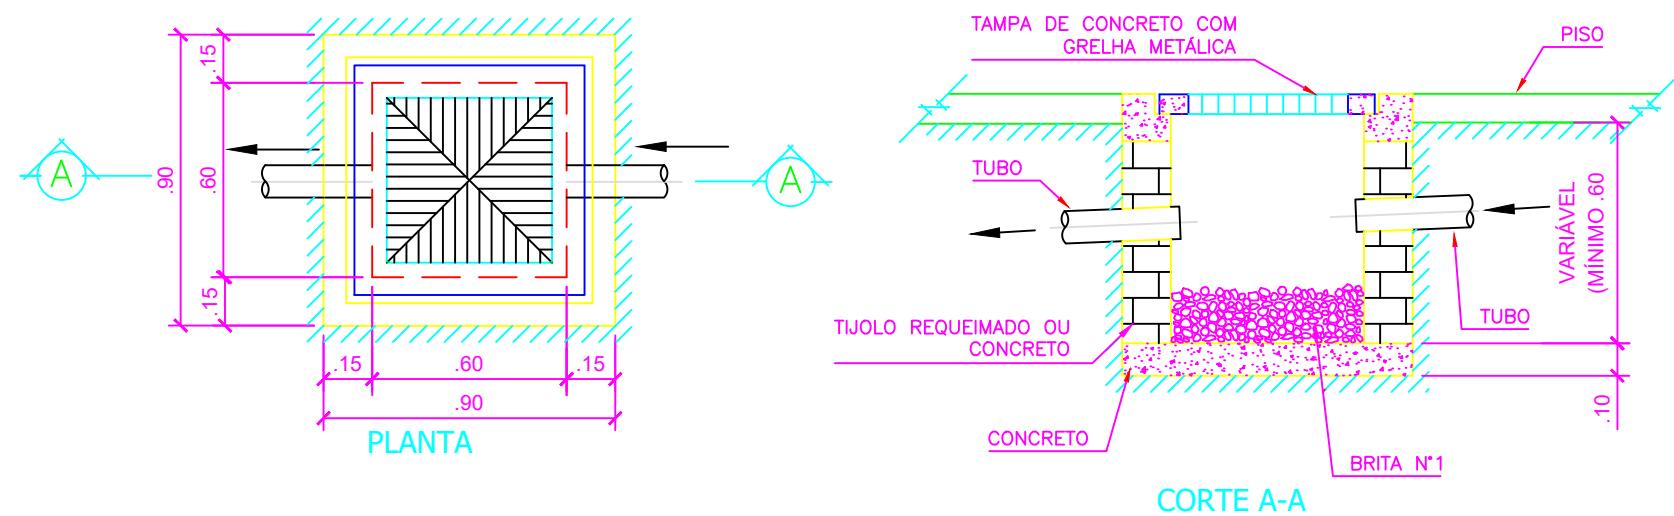 .15
.90
.60
.15
A
A
.15
.60
.15
.90
PLANTA
TAMPA DE CONCRETO COM
GRELHA METÁLICA
PISO
TUBO
VARIÁVEL
(MÍNIMO .60
TUBO
TIJOLO REQUEIMADO OU
CONCRETO
.10
CONCRETO
BRITA N°1
CORTE A-A